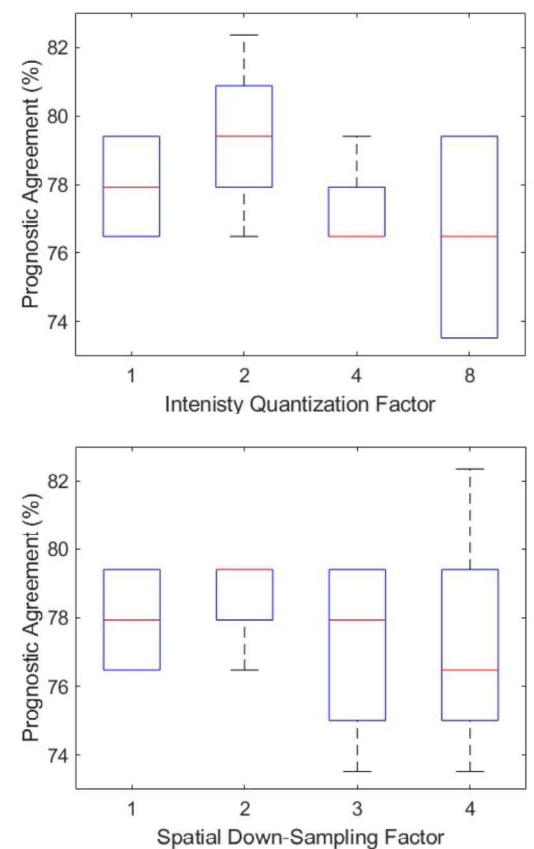 82
80
78
76
74
Prognostic Agreement (%)
1 2 4 8
Intenisty Quantization Factor
82
80
78
76
74
Prognostic Agreement (%)
1 2 3 4
Spatial Down-Sampling Factor